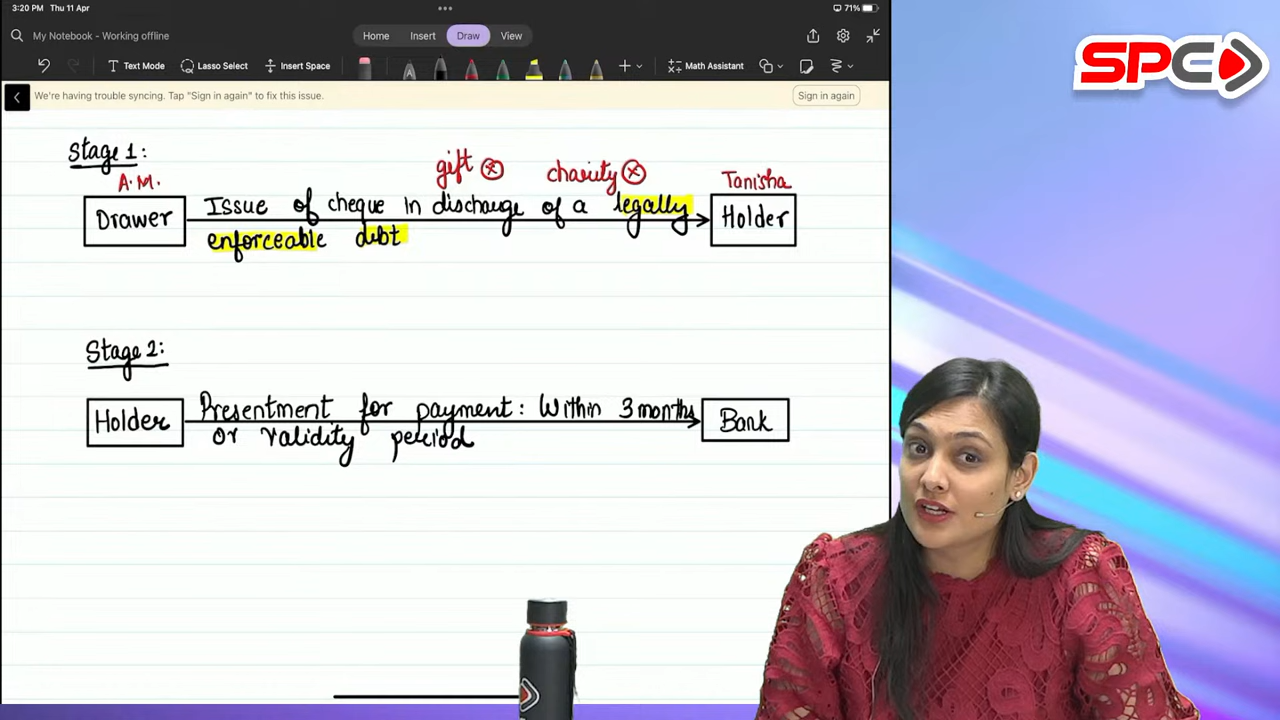 3:20 PM Thu 11 Apr
71%
My Notebook - Working offline
Home Insert Draw View
Text Mode Lasso Select Insert Space Math Assistant
We're having trouble syncing. Tap "Sign in again" to fix this issue.
Sign in again
SPC
Stage 1:
gift charity
A.M. Tanisha
Drawer Issue of cheque in discharge of a legally Holder
enforceable debt
Stage 2:
Holder Presentment for payment: Within 3 months Bank
or validity period